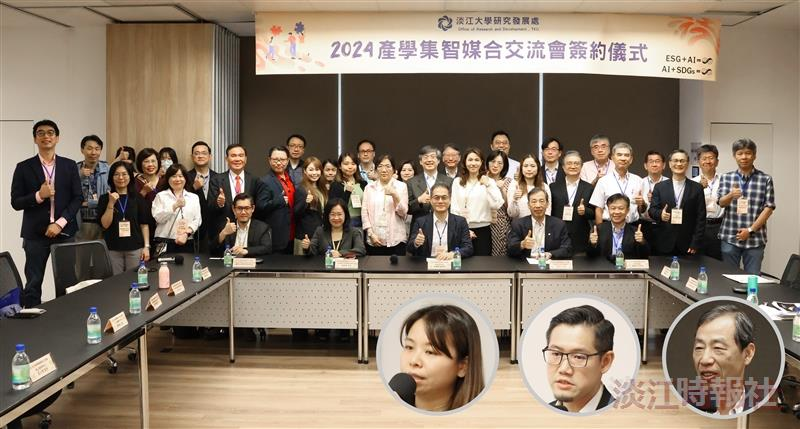 淡江大學研究發展處
Office of Research and Development, TKU
2024產學集智媒合交流會簽約儀式
ESG+AI=∞
AI+SDGs=∞
淡江時報社